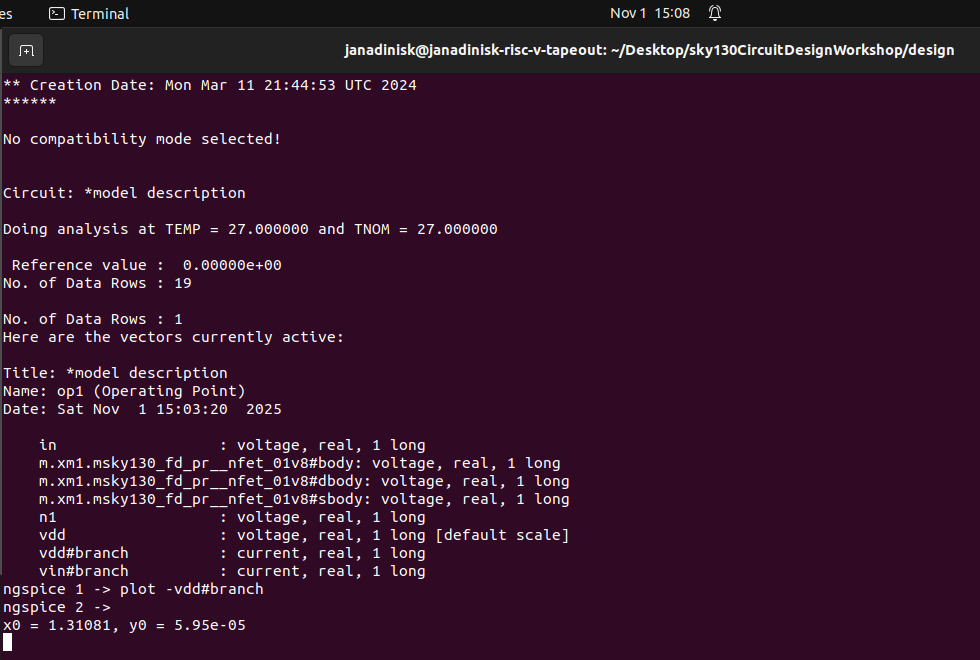 es Terminal Nov 1 15:08
janadinisk@janadinisk-risc-v-tapeout: ~/Desktop/sky130CircuitDesignWorkshop/design
** Creation Date: Mon Mar 11 21:44:53 UTC 2024
******
No compatibility mode selected!
Circuit: *model description
Doing analysis at TEMP = 27.000000 and TNOM = 27.000000
Reference value :  0.00000e+00
No. of Data Rows : 19
No. of Data Rows : 1
Here are the vectors currently active:
Title: *model description
Name: op1 (Operating Point)
Date: Sat Nov  1 15:03:20  2025
in                  : voltage, real, 1 long
m.xm1.msky130_fd_pr__nfet_01v8#body: voltage, real, 1 long
m.xm1.msky130_fd_pr__nfet_01v8#dbody: voltage, real, 1 long
m.xm1.msky130_fd_pr__nfet_01v8#sbody: voltage, real, 1 long
n1                  : voltage, real, 1 long
vdd                 : voltage, real, 1 long [default scale]
vdd#branch          : current, real, 1 long
vin#branch          : current, real, 1 long
ngspice 1 -> plot -vdd#branch
ngspice 2 ->
x0 = 1.31081, y0 = 5.95e-05